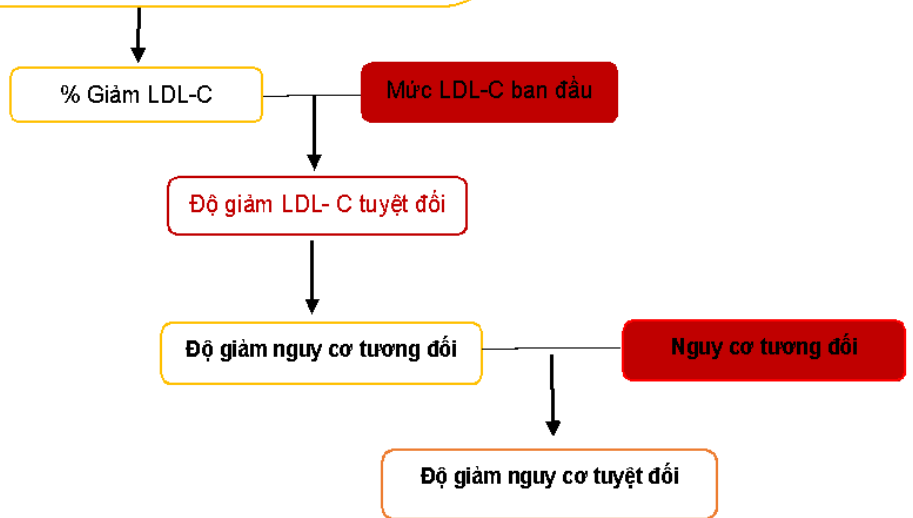 % Giảm LDL-C
Mức LDL-C ban đầu
Độ giảm LDL- C tuyệt đối
Độ giảm nguy cơ tương đối
Nguy cơ tương đối
Độ giảm nguy cơ tuyệt đối